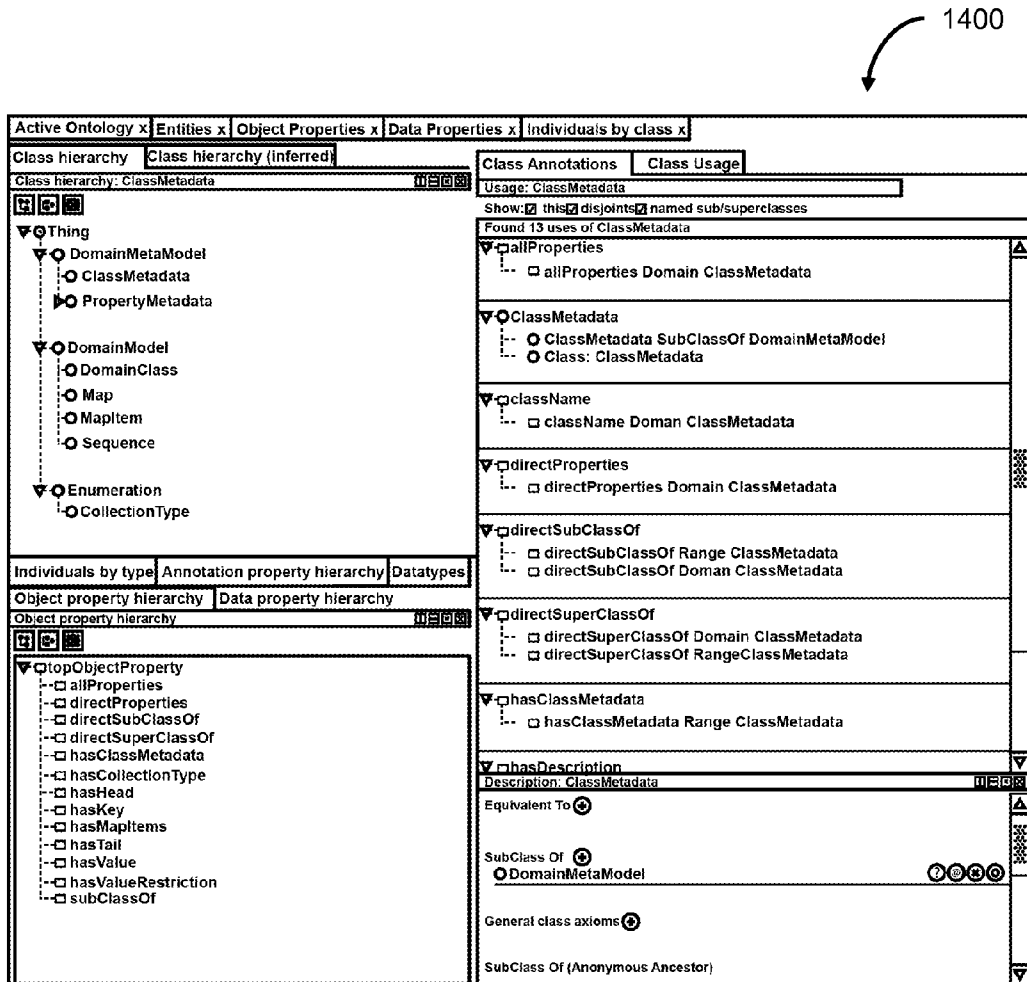 1400
Active Ontology x Entities x Object Properties x Data Properties x Individuals by class x
Class hierarchy Class hierarchy (inferred)
Class hierarchy: ClassMetadata
Thing
DomainMetaModel
ClassMetadata
PropertyMetadata
DomainModel
DomainClass
Map
MapItem
Sequence
Enumeration
CollectionType
Individuals by type Annotation property hierarchy Datatypes
Object property hierarchy Data property hierarchy
Object property hierarchy
topObjectProperty
allProperties
directProperties
directSubClassOf
directSuperClassOf
hasClassMetadata
hasCollectionType
hasHead
hasKey
hasMapItems
hasTail
hasValue
hasValueRestriction
subClassOf
Class Annotations Class Usage
Usage: ClassMetadata
Show: this disjoints named sub/superclasses
Found 13 uses of ClassMetadata
allProperties
allProperties Domain ClassMetadata
ClassMetadata
ClassMetadata SubClassOf DomainMetaModel
Class: ClassMetadata
className
className Doman ClassMetadata
directProperties
directProperties Domain ClassMetadata
directSubClassOf
directSubClassOf Range ClassMetadata
directSubClassOf Doman ClassMetadata
directSuperClassOf
directSuperClassOf Domain ClassMetadata
directSuperClassOf RangeClassMetadata
hasClassMetadata
hasClassMetadata Range ClassMetadata
hasDescription
Description: ClassMetadata
Equivalent To
SubClass Of
DomainMetaModel
General class axioms
SubClass Of (Anonymous Ancestor)